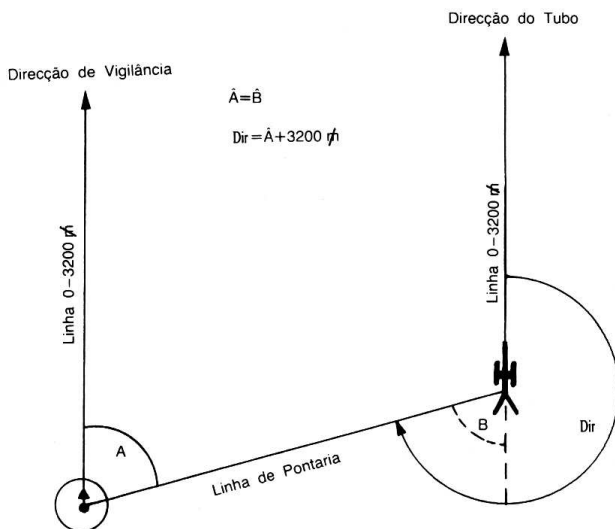 Direcção do Tubo
Direcção de Vigilância
Â=B̂
Dir=Â+3200 ₥
Linha 0-3200 ₥
Linha 0-3200 ₥
A
B
Dir
Linha de Pontaria